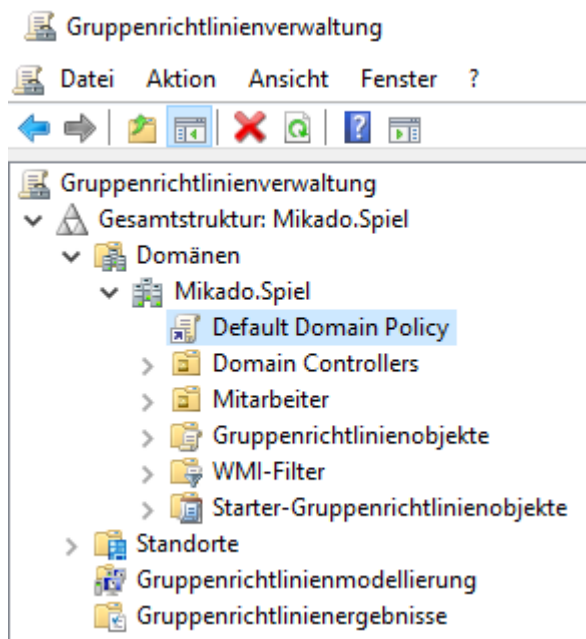 Gruppenrichtlinienverwaltung
Datei Aktion Ansicht Fenster ?
Gruppenrichtlinienverwaltung
Gesamtstruktur: Mikado.Spiel
Domänen
Mikado.Spiel
Default Domain Policy
Domain Controllers
Mitarbeiter
Gruppenrichtlinienobjekte
WMI-Filter
Starter-Gruppenrichtlinienobjekte
Standorte
Gruppenrichtlinienmodellierung
Gruppenrichtlinienergebnisse